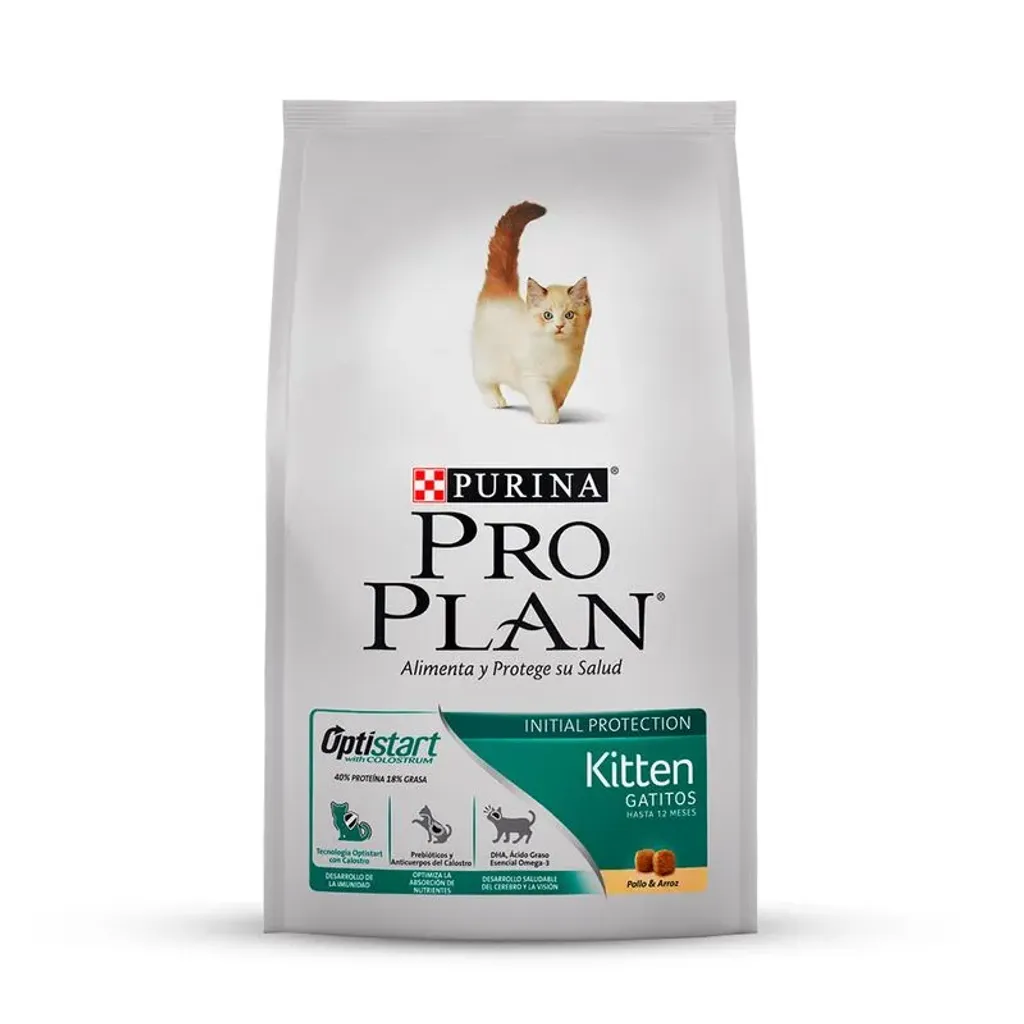 PURINA®
PRO
PLAN®
Alimenta y Protege su Salud
Optistart
with COLOSTRUM
40% PROTEÍNA 18% GRASA
INITIAL PROTECTION
Kitten
GATITOS
HASTA 12 MESES
Tecnología Optistart
con Calostro
DESARROLLO DE
LA IMUNIDAD
Prebióticos y
Anticuerpos del Calostro
OPTIMIZA LA
ABSORCIÓN DE
NUTRIENTES
DHA, Ácido Graso
Esencial Omega-3
DESARROLLO SALUDABLE
DEL CEREBRO Y LA VISIÓN
Pollo & Arroz